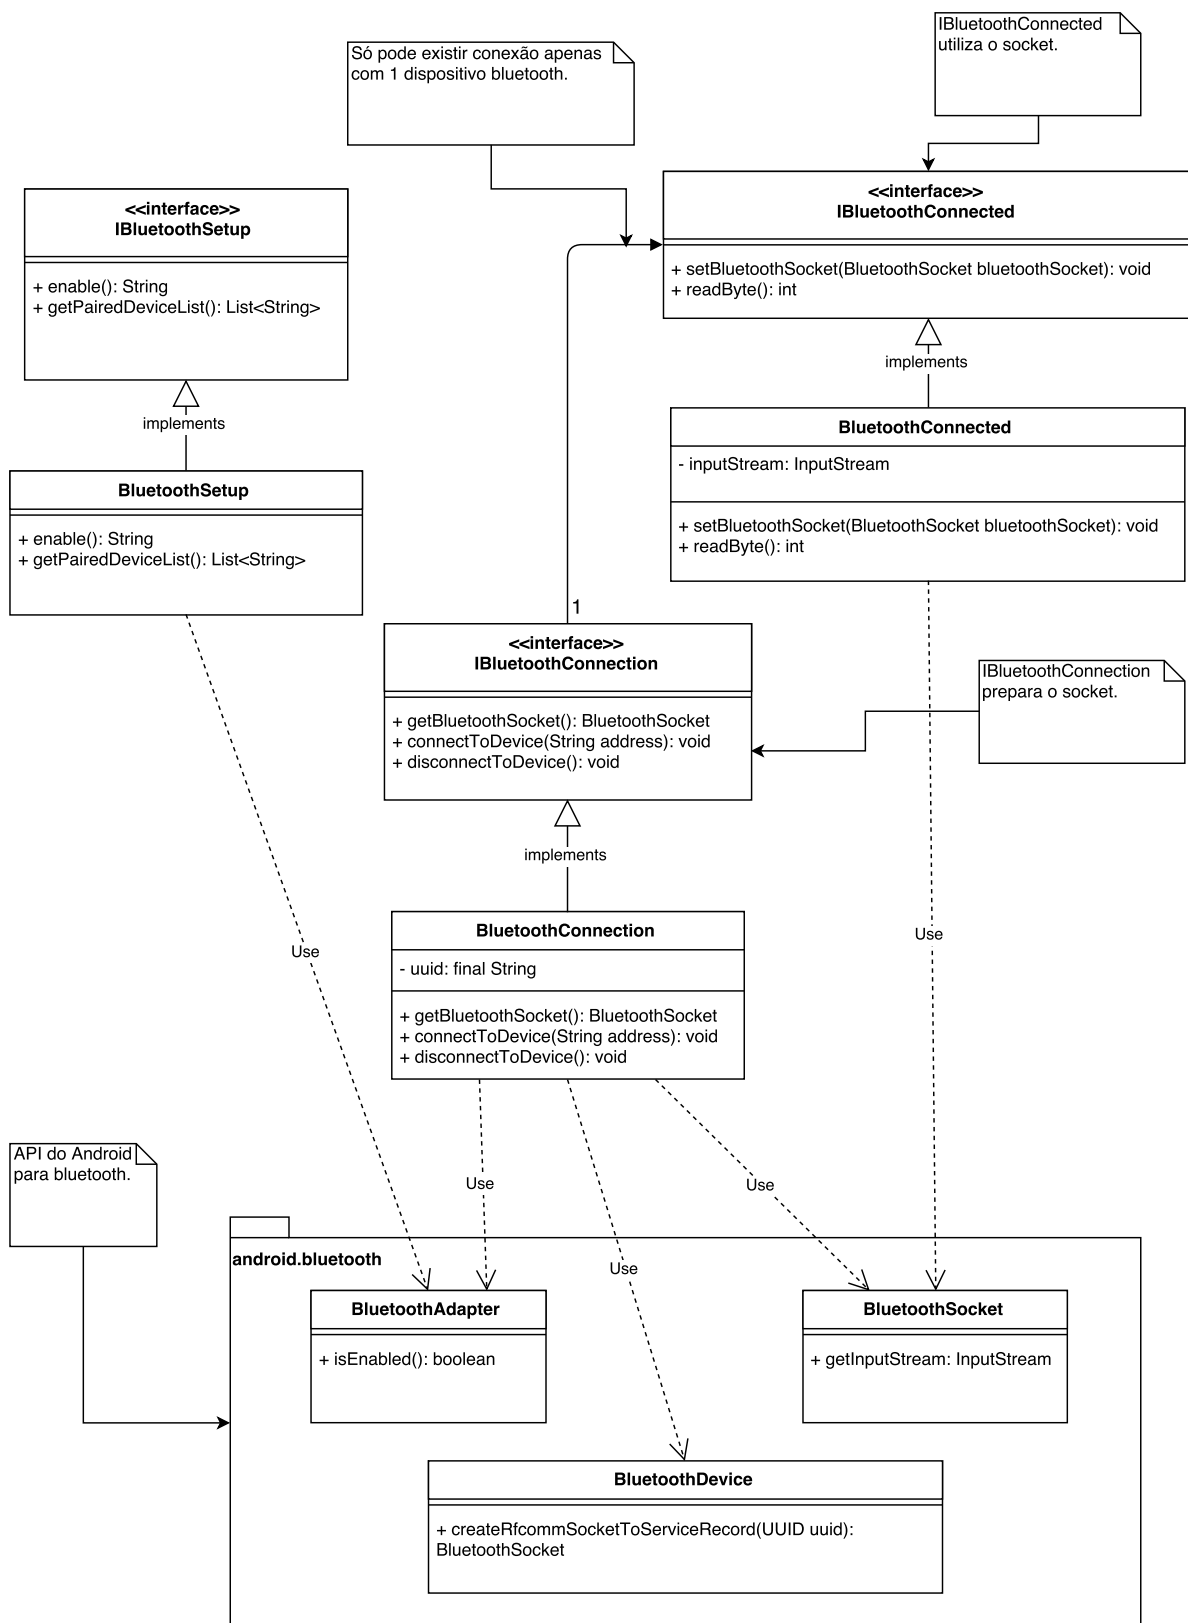 IBluetoothConnected
utiliza o socket.
Só pode existir conexão apenas
com 1 dispositivo bluetooth.
<<interface>>
IBluetoothSetup
+ enable(): String
+ getPairedDeviceList(): List<String>
<<interface>>
IBluetoothConnected
+ setBluetoothSocket(BluetoothSocket bluetoothSocket): void
+ readByte(): int
implements
implements
BluetoothConnected
- inputStream: InputStream
+ setBluetoothSocket(BluetoothSocket bluetoothSocket): void
+ readByte(): int
BluetoothSetup
+ enable(): String
+ getPairedDeviceList(): List<String>
1
<<interface>>
IBluetoothConnection
+ getBluetoothSocket(): BluetoothSocket
+ connectToDevice(String address): void
+ disconnectToDevice(): void
IBluetoothConnection
prepara o socket.
implements
BluetoothConnection
- uuid: final String
+ getBluetoothSocket(): BluetoothSocket
+ connectToDevice(String address): void
+ disconnectToDevice(): void
Use
Use
API do Android
para bluetooth.
Use
Use
Use
android.bluetooth
BluetoothAdapter
+ isEnabled(): boolean
BluetoothSocket
+ getInputStream: InputStream
BluetoothDevice
+ createRfcommSocketToServiceRecord(UUID uuid):
BluetoothSocket